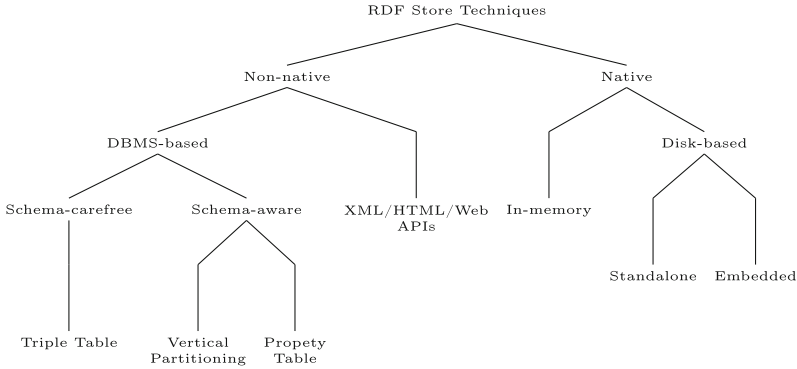 RDF Store Techniques
Non-native
Native
DBMS-based
Disk-based
Schema-carefree
Schema-aware
XML/HTML/Web
APIs
In-memory
Standalone
Embedded
Triple Table
Vertical
Partitioning
Propety
Table